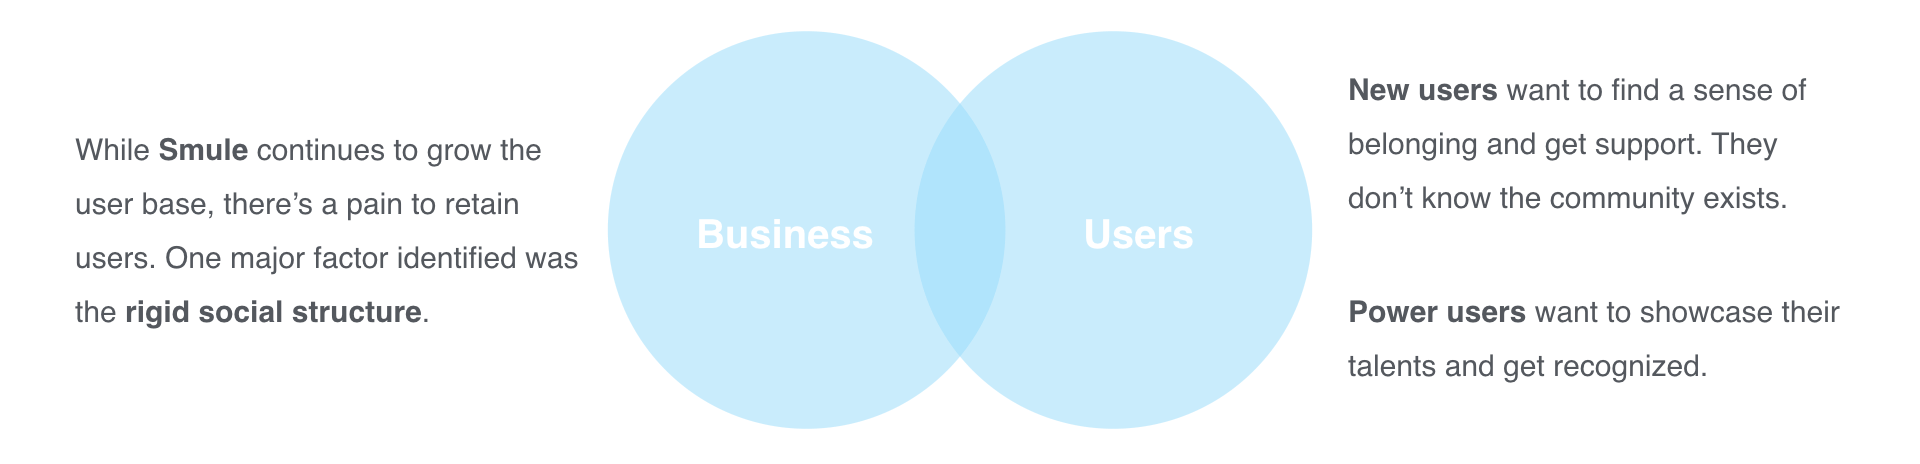 While Smule continues to grow the
user base, there’s a pain to retain
users. One major factor identified was
the rigid social structure.
Business
Users
New users want to find a sense of
belonging and get support. They
don’t know the community exists.
Power users want to showcase their
talents and get recognized.